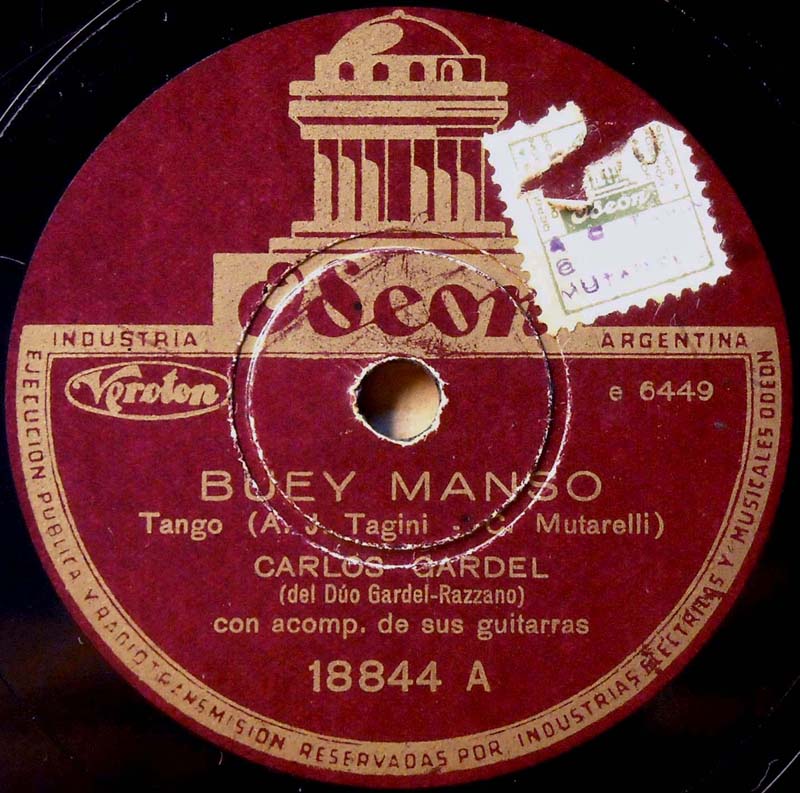 Odeon
INDUSTRIA ARGENTINA
Veroton
e 6449
BUEY MANSO
Tango (A. J. Tagini - C. Mutarelli)
CARLOS GARDEL
(del Dúo Gardel-Razzano)
con acomp. de sus guitarras
18844 A
EJECUCION PUBLICA Y RADIOTRANSMISION RESERVADAS POR INDUSTRIAS ELECTRICAS Y MUSICALES ODEON
Odeon